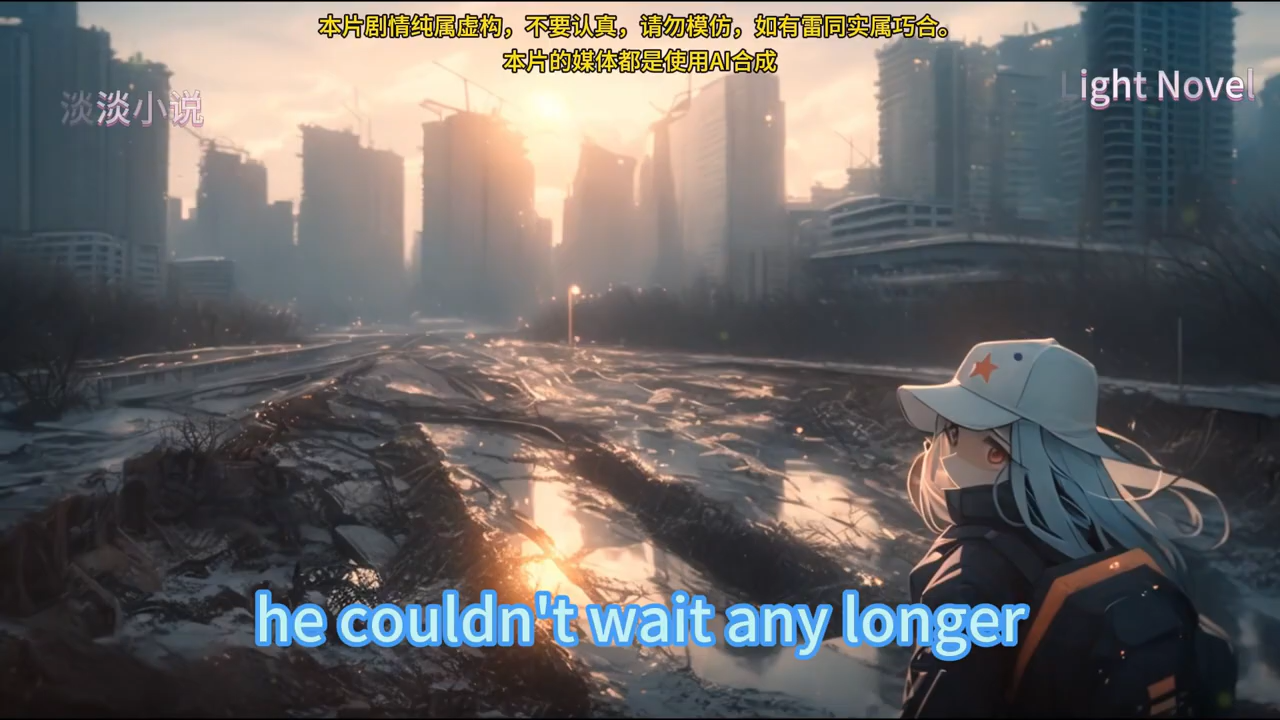 本片剧情纯属虚构，不要认真，请勿模仿，如有雷同实属巧合。
本片的媒体都是使用AI合成
淡淡小说
Light Novel
he couldn't wait any longer